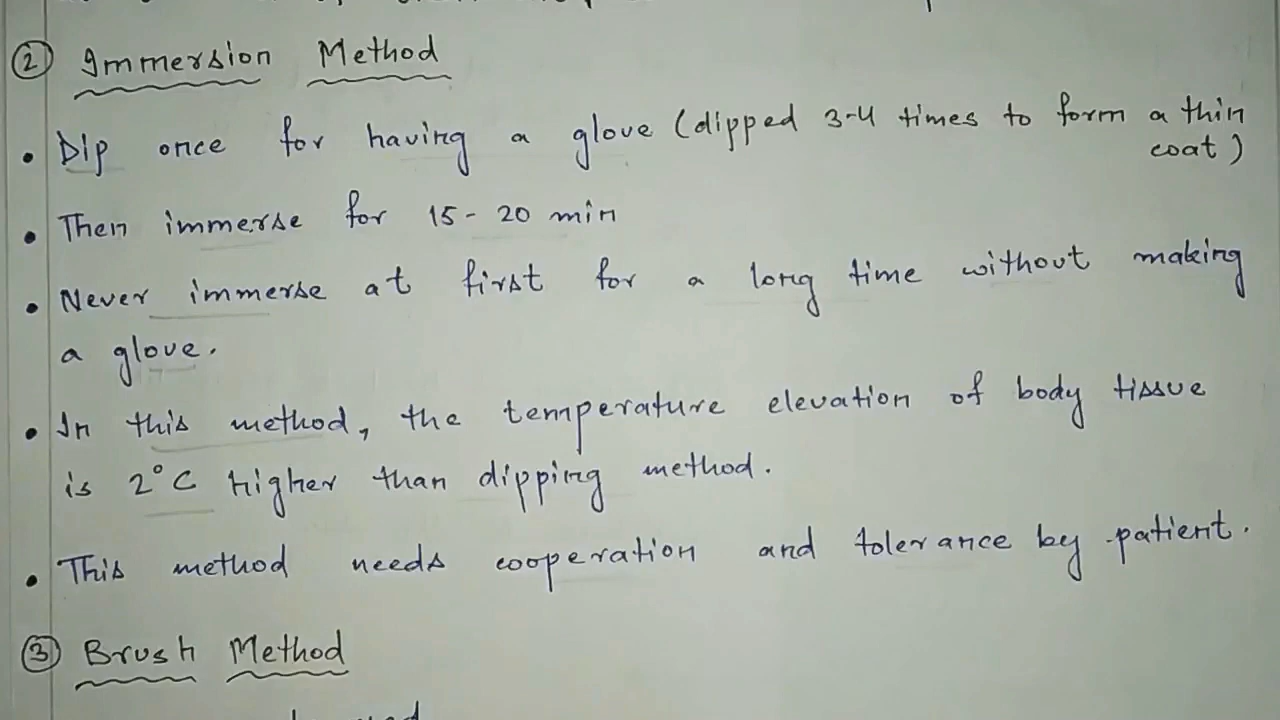 ② Immersion Method
• Dip once for having a glove (dipped 3-4 times to form a thin
coat)
• Then immerse for 15-20 min
• Never immerse at first for a long time without making
a glove.
• In this method, the temperature elevation of body tissue
is 2°C higher than dipping method.
• This method needs cooperation and tolerance by patient.
③ Brush Method